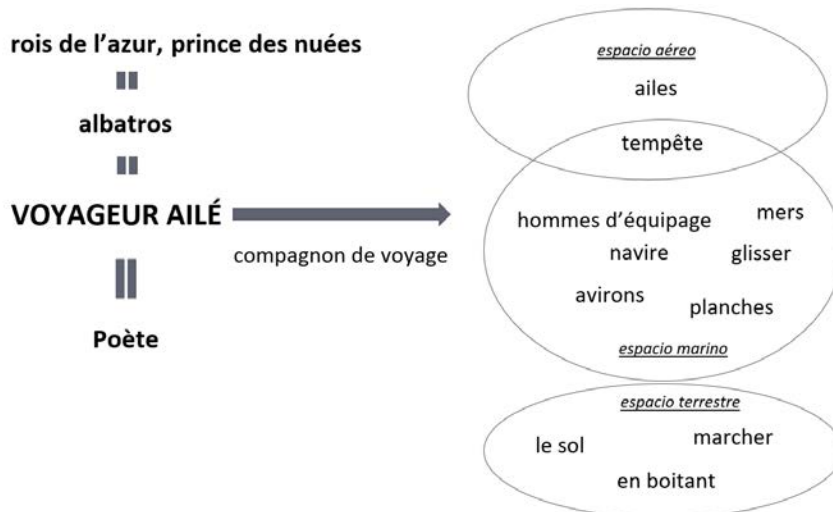 rois de l'azur, prince des nuées
albatros
VOYAGEUR AILÉ
compagnon de voyage
Poète
espacio aéreo
ailes
tempête
hommes d'équipage
mers
navire
glisser
avirons
planches
espacio marino
espacio terrestre
le sol
marcher
en boitant